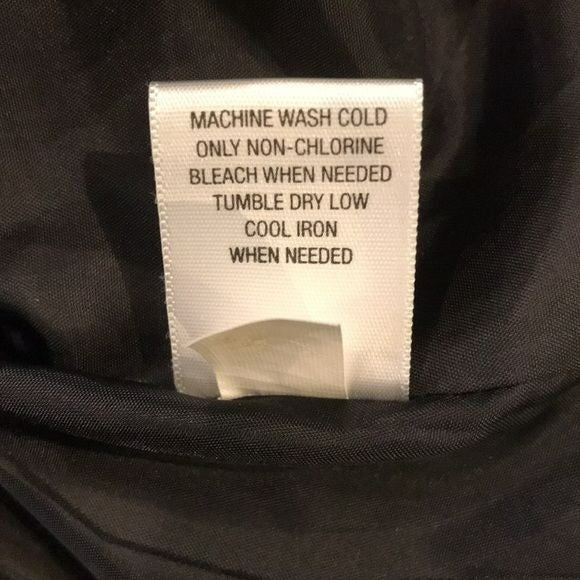 MACHINE WASH COLD
ONLY NON-CHLORINE
BLEACH WHEN NEEDED
TUMBLE DRY LOW
COOL IRON
WHEN NEEDED